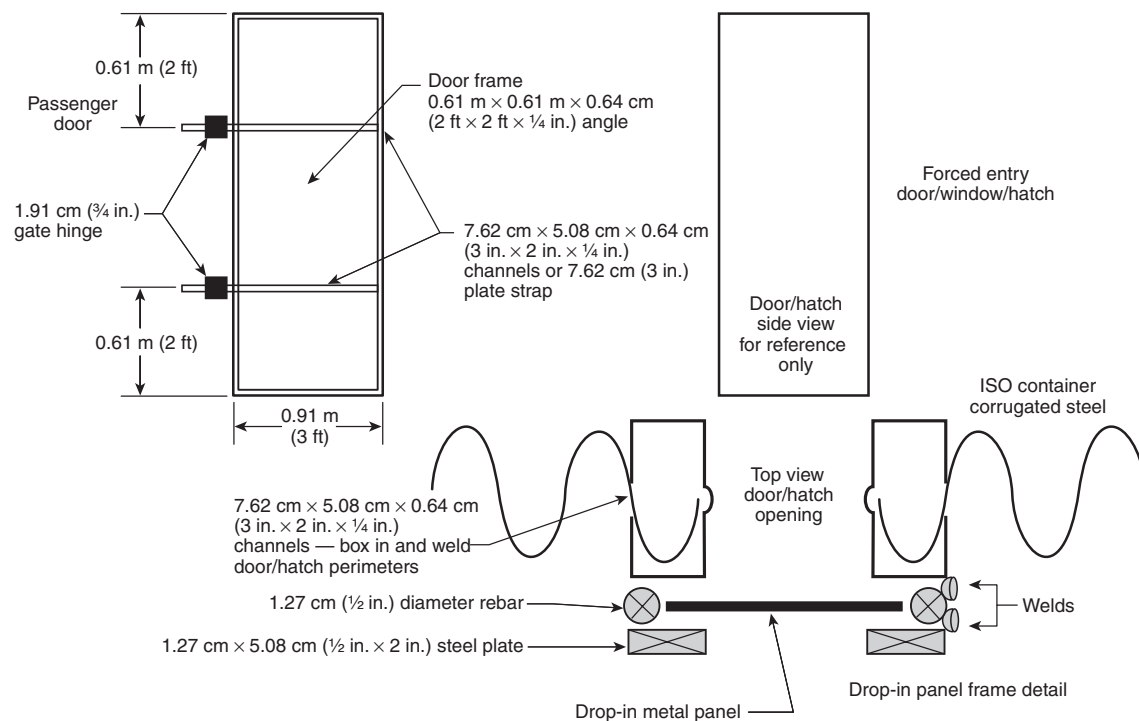 0.61 m (2 ft)
Passenger
door
Door frame
0.61 m × 0.61 m × 0.64 cm
(2 ft × 2 ft × ¼ in.) angle
1.91 cm (¾ in.)
gate hinge
7.62 cm × 5.08 cm × 0.64 cm
(3 in. × 2 in. × ¼ in.)
channels or 7.62 cm (3 in.)
plate strap
0.61 m (2 ft)
0.91 m
(3 ft)
Forced entry
door/window/hatch
Door/hatch
side view
for reference
only
ISO container
corrugated steel
Top view
door/hatch
opening
7.62 cm × 5.08 cm × 0.64 cm
(3 in. × 2 in. × ¼ in.)
channels — box in and weld
door/hatch perimeters
1.27 cm (½ in.) diameter rebar
Welds
1.27 cm × 5.08 cm (½ in. × 2 in.) steel plate
Drop-in panel frame detail
Drop-in metal panel